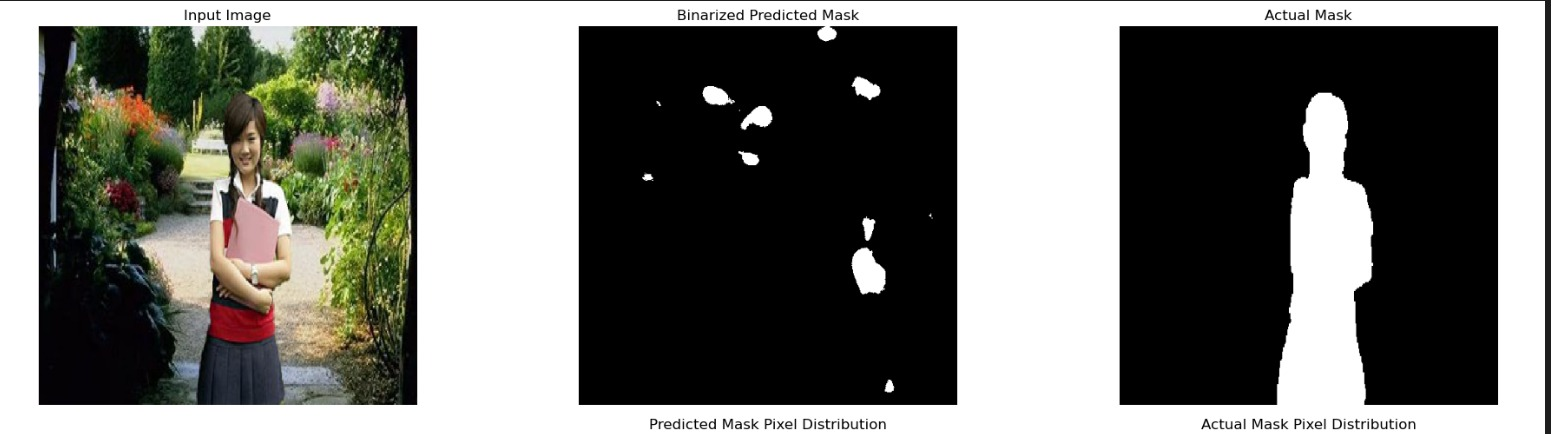 Input Image
Binarized Predicted Mask
Actual Mask
Predicted Mask Pixel Distribution
Actual Mask Pixel Distribution